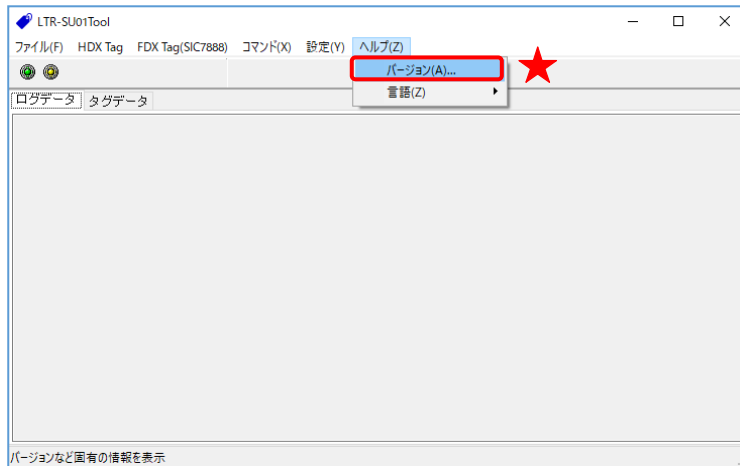 LTR-SU01Tool
ファイル(F) HDX Tag FDX Tag(SIC7888) コマンド(X) 設定(Y) ヘルプ(Z)
バージョン(A)...
言語(Z)
ログデータ タグデータ
バージョンなど固有の情報を表示